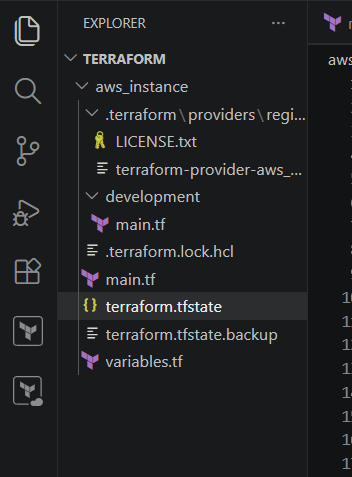 EXPLORER
TERRAFORM
aws_instance
.terraform\providers\regi...
LICENSE.txt
terraform-provider-aws_...
development
main.tf
.terraform.lock.hcl
main.tf
terraform.tfstate
terraform.tfstate.backup
variables.tf
aws
10
11
12
13
14
15
16
17